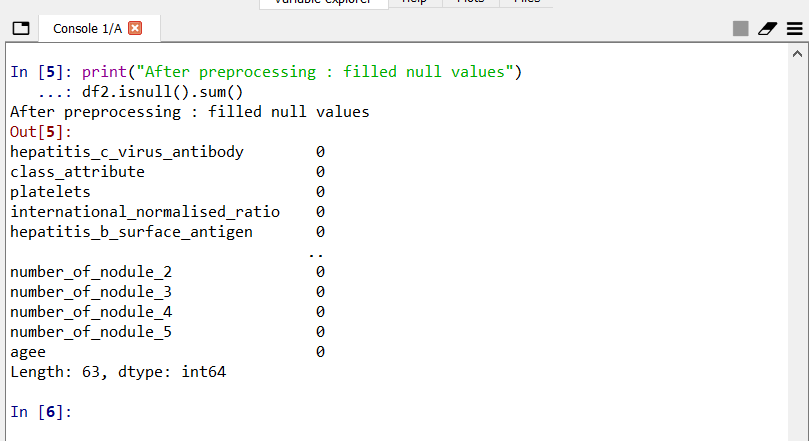 Variable explorer Help Plots Files
Console 1/A
In [5]: print("After preprocessing : filled null values")
   ...: df2.isnull().sum()
After preprocessing : filled null values
Out[5]:
hepatitis_c_virus_antibody        0
class_attribute                   0
platelets                         0
international_normalised_ratio    0
hepatitis_b_surface_antigen       0
                                 ..
number_of_nodule_2                0
number_of_nodule_3                0
number_of_nodule_4                0
number_of_nodule_5                0
agee                              0
Length: 63, dtype: int64
In [6]: